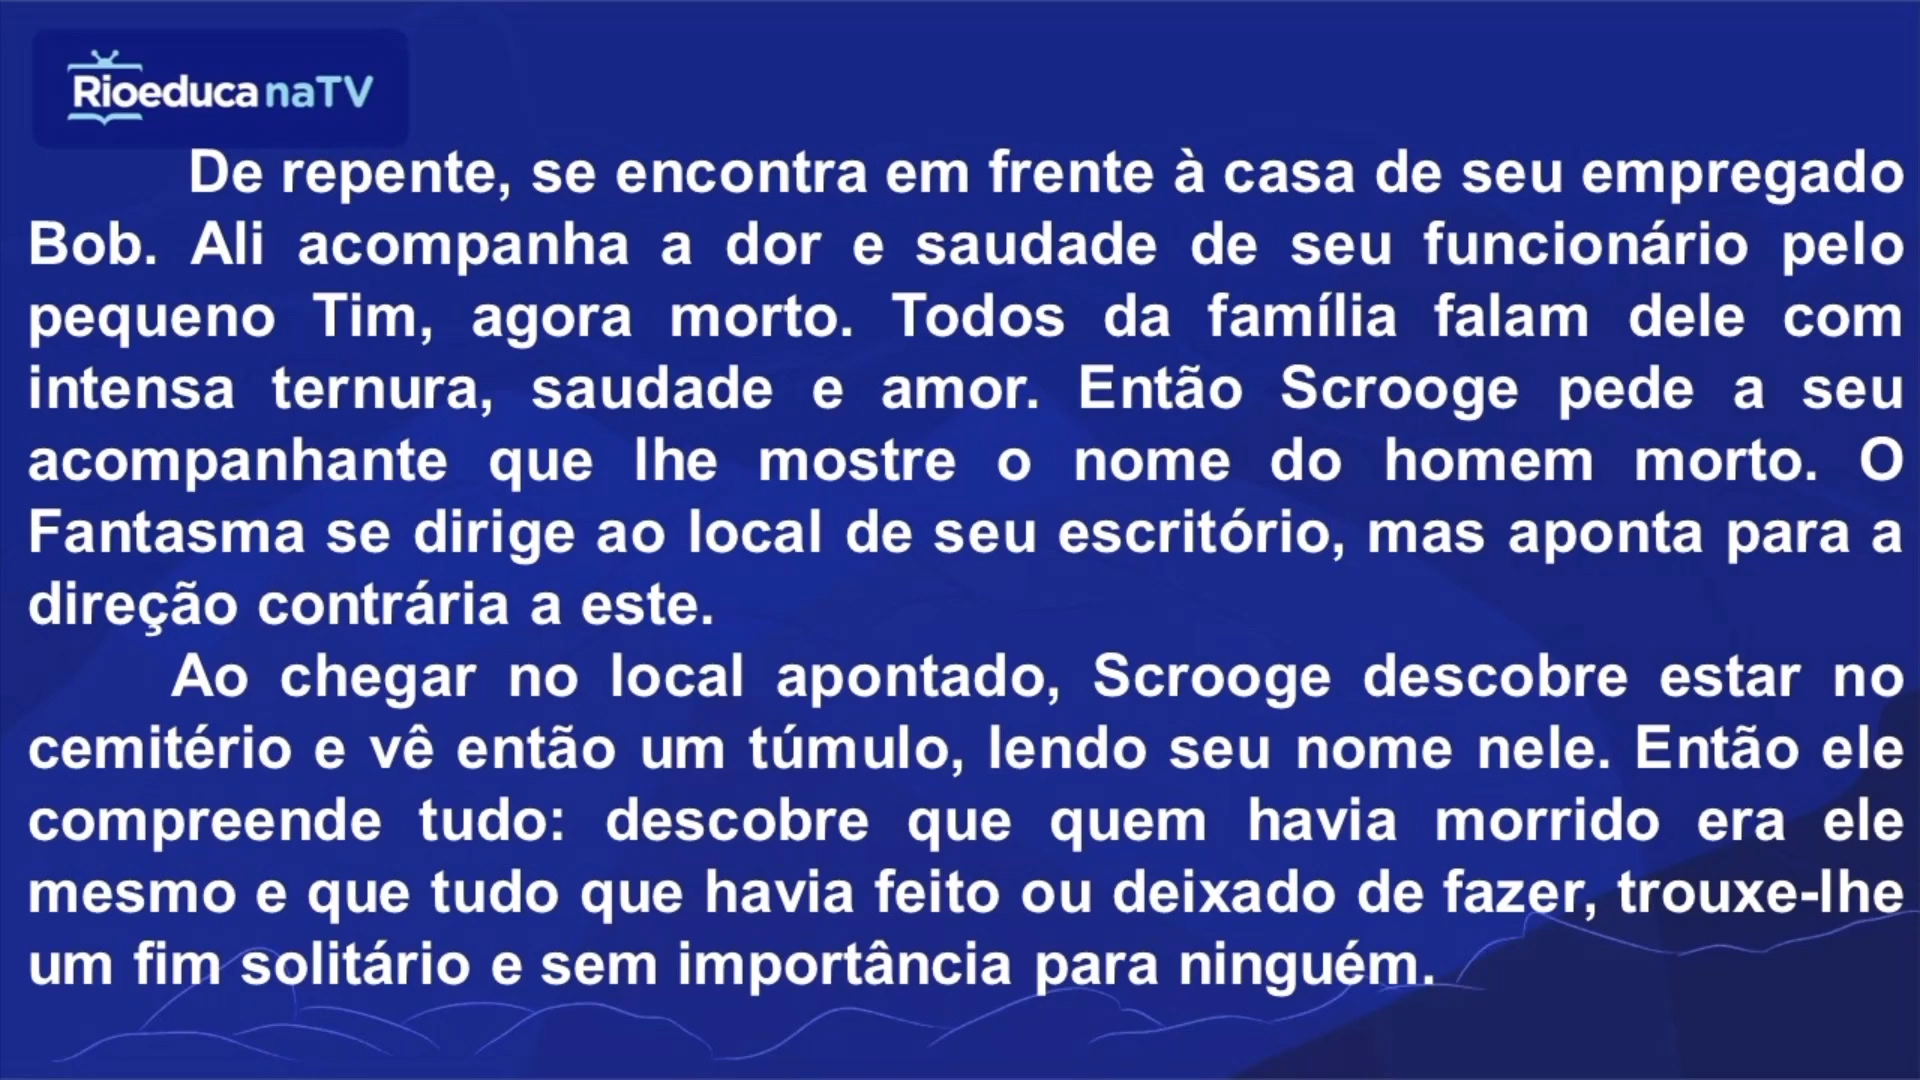 Rioeduca naTV
De repente, se encontra em frente à casa de seu empregado
Bob. Ali acompanha a dor e saudade de seu funcionário pelo
pequeno Tim, agora morto. Todos da família falam dele com
intensa ternura, saudade e amor. Então Scrooge pede a seu
acompanhante que lhe mostre o nome do homem morto. O
Fantasma se dirige ao local de seu escritório, mas aponta para a
direção contrária a este.
Ao chegar no local apontado, Scrooge descobre estar no
cemitério e vê então um túmulo, lendo seu nome nele. Então ele
compreende tudo: descobre que quem havia morrido era ele
mesmo e que tudo que havia feito ou deixado de fazer, trouxe-lhe
um fim solitário e sem importância para ninguém.